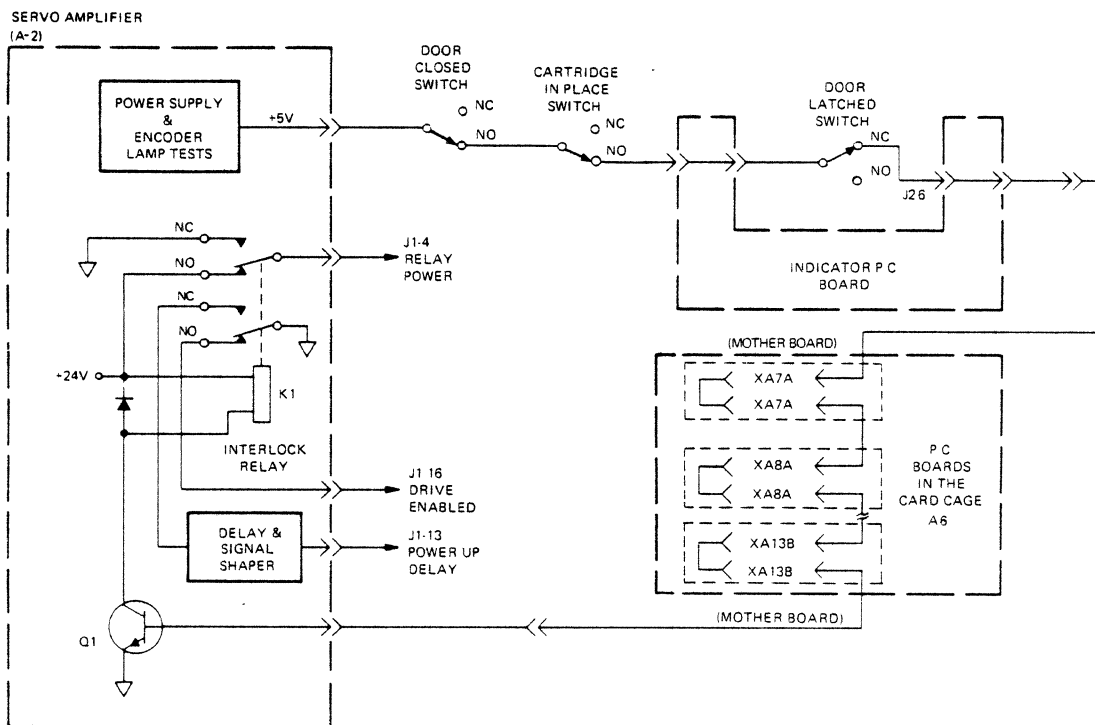 SERVO AMPLIFIER
(A-2)
POWER SUPPLY
&
ENCODER
LAMP TESTS
+5V
DOOR
CLOSED
SWITCH
NC
NO
CARTRIDGE
IN PLACE
SWITCH
NC
NO
DOOR
LATCHED
SWITCH
NC
NO
J2-6
INDICATOR P C
BOARD
NC
NO
NC
NO
J1-4
RELAY
POWER
+24V
K1
INTERLOCK
RELAY
J1-16
DRIVE
ENABLED
DELAY &
SIGNAL
SHAPER
J1-13
POWER UP
DELAY
Q1
(MOTHER BOARD)
XA7A
XA7A
XA8A
XA8A
XA13B
XA13B
P C
BOARDS
IN THE
CARD CAGE
A6
(MOTHER BOARD)